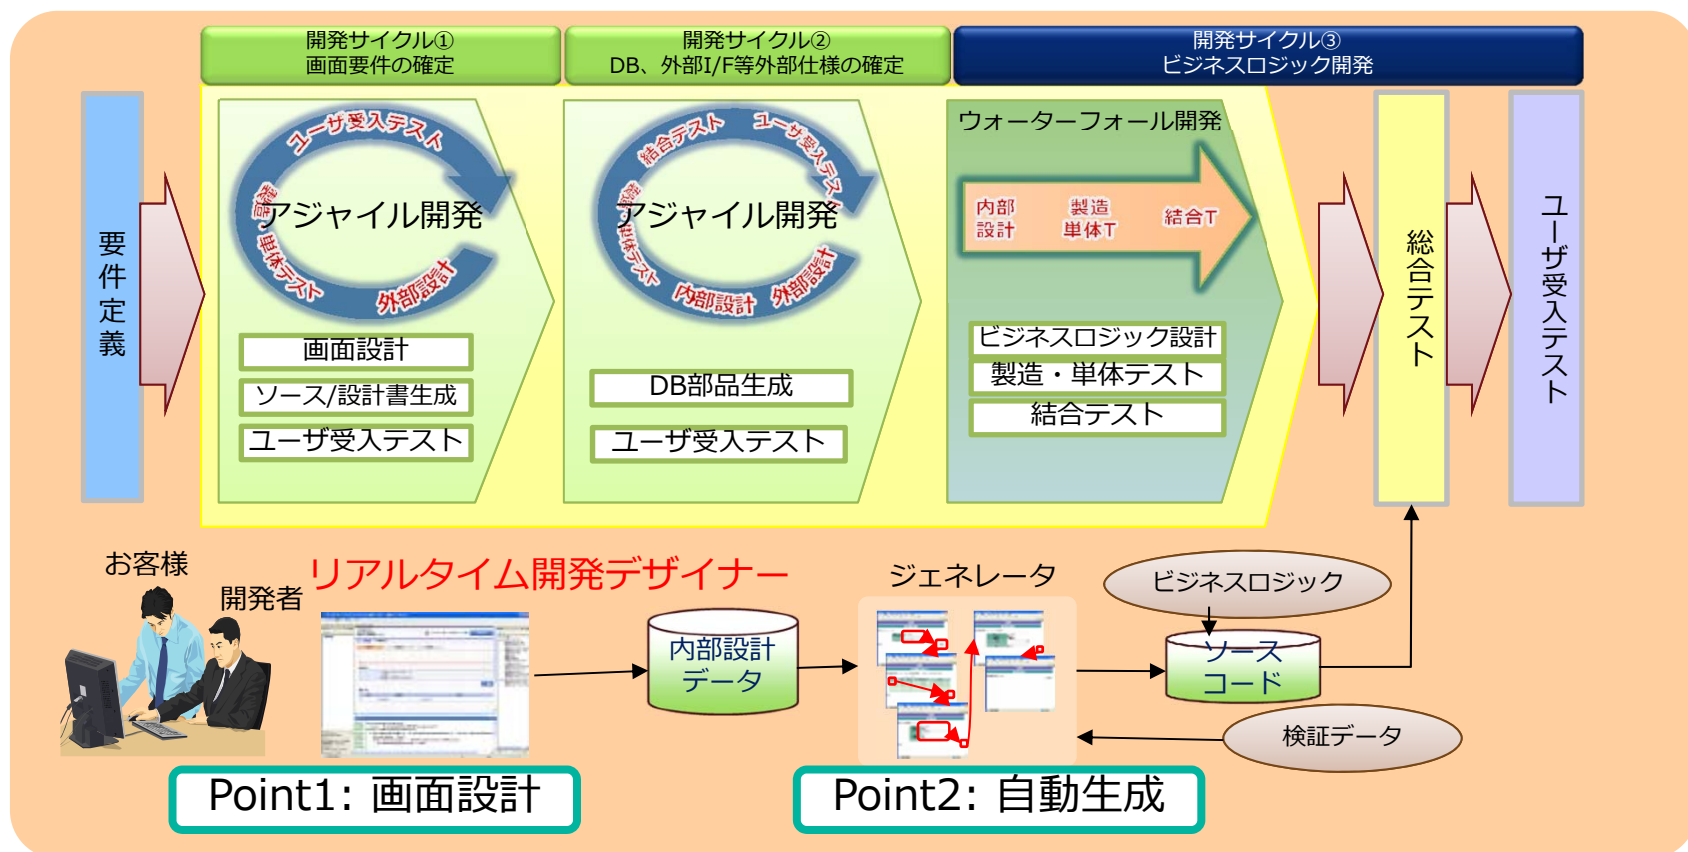 開発サイクル①
画面要件の確定
開発サイクル②
DB、外部I/F等外部仕様の確定
開発サイクル③
ビジネスロジック開発
要件定義
ユーザ受入テスト
製造
単体テスト
外部設計
アジャイル開発
画面設計
ソース/設計書生成
ユーザ受入テスト
結合テスト
ユーザ受入テスト
単体テスト
内部設計
外部設計
アジャイル開発
DB部品生成
ユーザ受入テスト
ウォーターフォール開発
内部
設計
製造
単体T
結合T
ビジネスロジック設計
製造・単体テスト
結合テスト
総合テスト
ユーザ受入テスト
お客様
開発者
リアルタイム開発デザイナー
内部設計
データ
ジェネレータ
ビジネスロジック
ソース
コード
検証データ
Point1: 画面設計
Point2: 自動生成